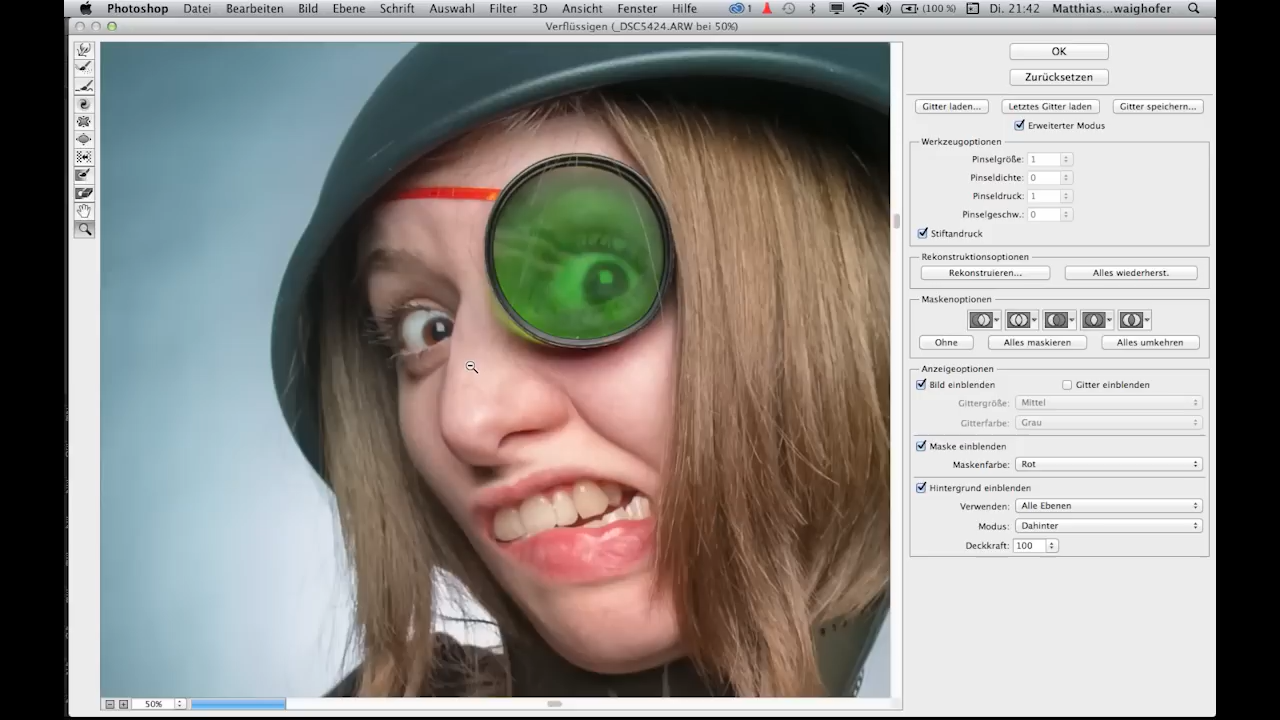 Photoshop Datei Bearbeiten Bild Ebene Schrift Auswahl Filter 3D Ansicht Fenster Hilfe 1 (100 %) Di. 21:42 Matthias...waighofer
Verflüssigen (_DSC5424.ARW bei 50%)
OK
Zurücksetzen
Gitter laden... Letztes Gitter laden Gitter speichern...
Erweiterter Modus
Werkzeugoptionen
Pinselgröße: 1
Pinseldichte: 0
Pinseldruck: 1
Pinselgeschw.: 0
Stiftandruck
Rekonstruktionsoptionen
Rekonstruieren... Alles wiederherst.
Maskenoptionen
Ohne Alles maskieren Alles umkehren
Anzeigeoptionen
Bild einblenden Gitter einblenden
Gittergröße: Mittel
Gitterfarbe: Grau
Maske einblenden
Maskenfarbe: Rot
Hintergrund einblenden
Verwenden: Alle Ebenen
Modus: Dahinter
Deckkraft: 100
50%